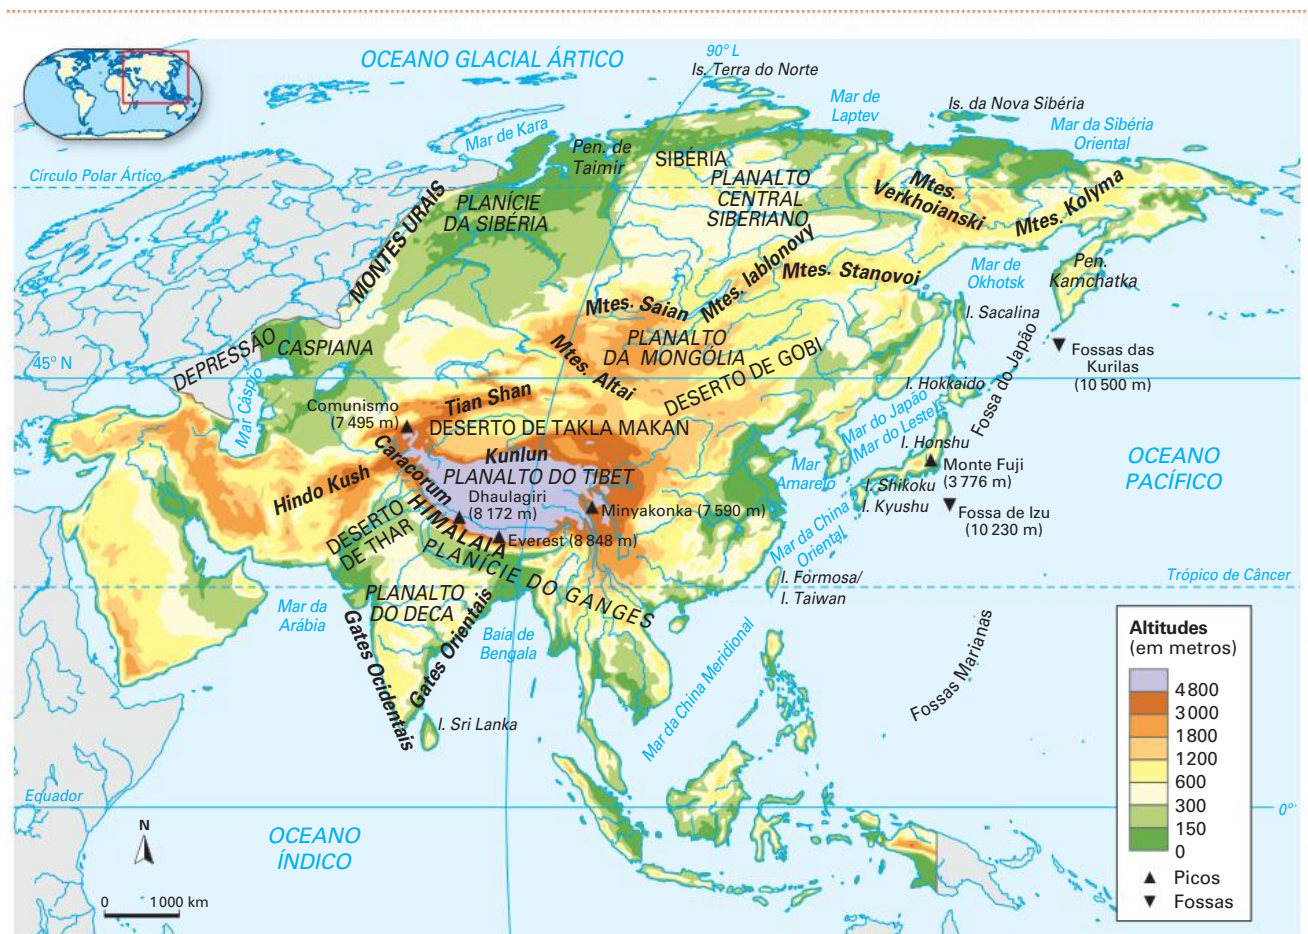 OCEANO GLACIAL ÁRTICO
90º L
Is. Terra do Norte
Mar de
Laptev
Is. da Nova Sibéria
Mar da Sibéria
Oriental
Mar de Kara
Pen. de
Taimir
Círculo Polar Ártico
SIBÉRIA
PLANALTO
CENTRAL
SIBERIANO
Mtes.
Verkhoianski
Mtes. Kolyma
PLANÍCIE
DA SIBÉRIA
MONTES URAIS
Mtes. Iablonovy
Mtes. Stanovoi
Mar de
Okhotsk
Pen.
Kamchatka
Mtes. Saian
I. Sacalina
PLANALTO
DA MONGÓLIA
DEPRESSÃO
CASPIANA
45º N
Mtes. Altai
DESERTO DE GOBI
Fossa do Japão
Fossas das
Kurilas
(10 500 m)
Mar Cáspio
Comunismo
(7 495 m)
Tian Shan
DESERTO DE TAKLA MAKAN
I. Hokkaido
Mar do Japão
(Mar do Leste)
I. Honshu
Monte Fuji
(3 776 m)
Caracorum
Kunlun
PLANALTO DO TIBET
Hindo Kush
Mar
Amarelo
I. Shikoku
I. Kyushu
OCEANO
PACÍFICO
Dhaulagiri
(8 172 m)
Minyakonka (7 590 m)
Fossa de Izu
(10 230 m)
HIMALAIA
Everest (8 848 m)
DESERTO
DE THAR
PLANÍCIE DO GANGES
Mar da China
Oriental
I. Formosa/
I. Taiwan
Trópico de Câncer
PLANALTO
DO DECA
Mar da
Arábia
Gates Ocidentais
Gates Orientais
Baía de
Bengala
Mar da China Meridional
Fossas Marianas
I. Sri Lanka
Equador
0º
OCEANO
ÍNDICO
N
0
1 000 km
Altitudes
(em metros)
4 800
3 000
1 800
1 200
600
300
150
0
Picos
Fossas